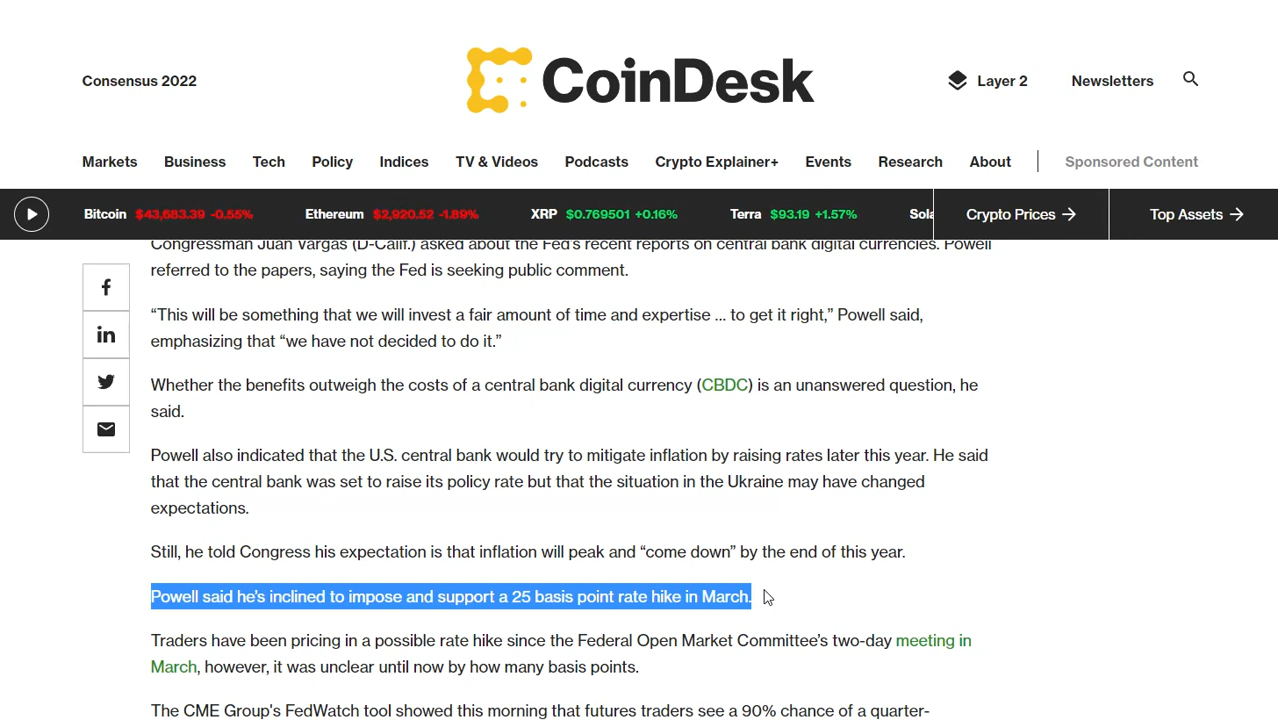 Consensus 2022
CoinDesk
Layer 2
Newsletters
Markets Business Tech Policy Indices TV & Videos Podcasts Crypto Explainer+ Events Research About Sponsored Content
Bitcoin $43,683.39 -0.55% Ethereum $2,920.52 -1.89% XRP $0.769501 +0.16% Terra $93.19 +1.57% Sola Crypto Prices → Top Assets →
Congressman Juan Vargas (D-Calif.) asked about the Fed's recent reports on central bank digital currencies. Powell
referred to the papers, saying the Fed is seeking public comment.
“This will be something that we will invest a fair amount of time and expertise ... to get it right,” Powell said,
emphasizing that “we have not decided to do it.”
Whether the benefits outweigh the costs of a central bank digital currency (CBDC) is an unanswered question, he
said.
Powell also indicated that the U.S. central bank would try to mitigate inflation by raising rates later this year. He said
that the central bank was set to raise its policy rate but that the situation in the Ukraine may have changed
expectations.
Still, he told Congress his expectation is that inflation will peak and “come down” by the end of this year.
Powell said he’s inclined to impose and support a 25 basis point rate hike in March.
Traders have been pricing in a possible rate hike since the Federal Open Market Committee’s two-day meeting in
March, however, it was unclear until now by how many basis points.
The CME Group's FedWatch tool showed this morning that futures traders see a 90% chance of a quarter-